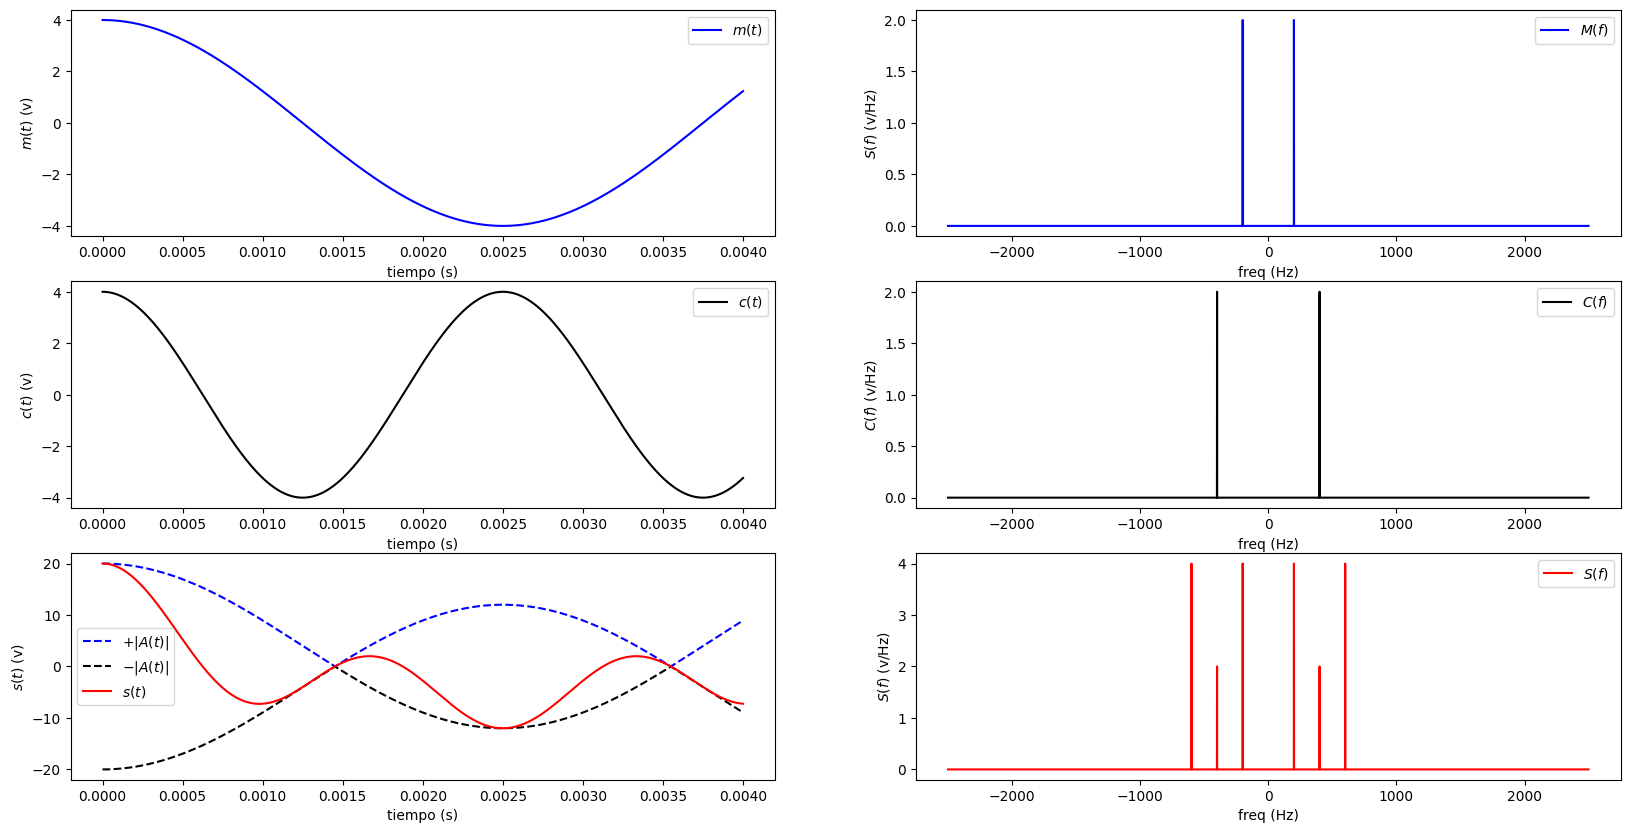 4
2
0
−2
−4
m(t) (v)
m(t)
0.0000 0.0005 0.0010 0.0015 0.0020 0.0025 0.0030 0.0035 0.0040
tiempo (s)
2.0
1.5
1.0
0.5
0.0
S(f) (v/Hz)
M(f)
−2000 −1000 0 1000 2000
freq (Hz)
4
2
0
−2
−4
c(t) (v)
c(t)
0.0000 0.0005 0.0010 0.0015 0.0020 0.0025 0.0030 0.0035 0.0040
tiempo (s)
2.0
1.5
1.0
0.5
0.0
C(f) (v/Hz)
C(f)
−2000 −1000 0 1000 2000
freq (Hz)
20
10
0
−10
−20
s(t) (v)
+|A(t)|
−|A(t)|
s(t)
0.0000 0.0005 0.0010 0.0015 0.0020 0.0025 0.0030 0.0035 0.0040
tiempo (s)
4
3
2
1
0
S(f) (v/Hz)
S(f)
−2000 −1000 0 1000 2000
freq (Hz)